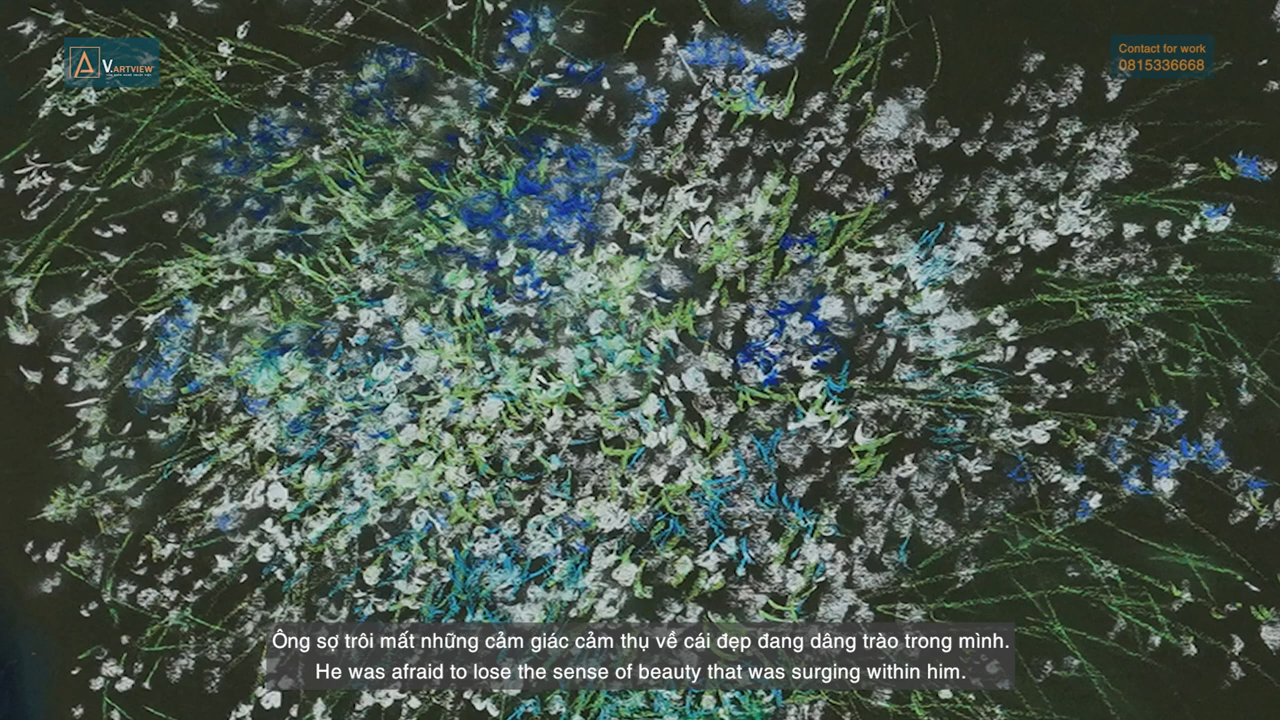 A V.ARTVIEW
Contact for work
0815336668
Ông sợ trôi mất những cảm giác cảm thụ về cái đẹp đang dâng trào trong mình.
He was afraid to lose the sense of beauty that was surging within him.